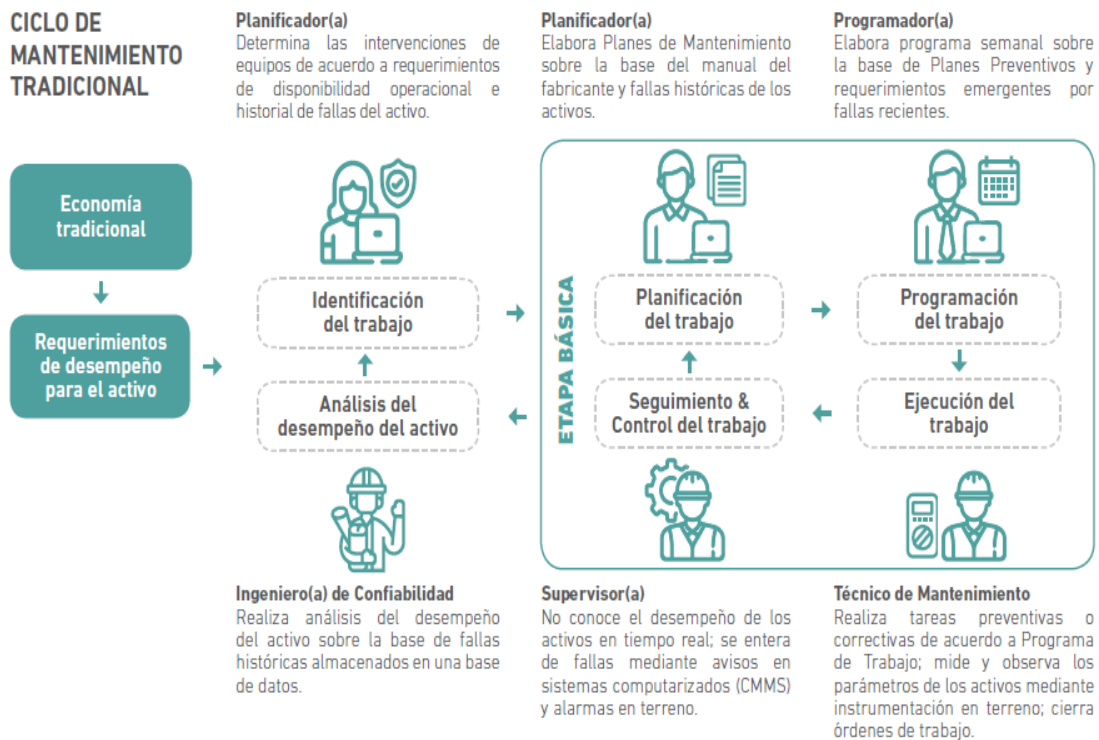 CICLO DE
MANTENIMIENTO
TRADICIONAL
Planificador(a)
Determina las intervenciones de
equipos de acuerdo a requerimientos
de disponibilidad operacional e
historial de fallas del activo.
Planificador(a)
Elabora Planes de Mantenimiento
sobre la base del manual del
fabricante y fallas históricas de los
activos.
Programador(a)
Elabora programa semanal sobre
la base de Planes Preventivos y
requerimientos emergentes por
fallas recientes.
Economía
tradicional
Requerimientos
de desempeño
para el activo
Identificación
del trabajo
Análisis del
desempeño del activo
ETAPA BÁSICA
Planificación
del trabajo
Programación
del trabajo
Seguimiento &
Control del trabajo
Ejecución del
trabajo
Ingeniero(a) de Confiabilidad
Realiza análisis del desempeño
del activo sobre la base de fallas
históricas almacenados en una base
de datos.
Supervisor(a)
No conoce el desempeño de los
activos en tiempo real; se entera
de fallas mediante avisos en
sistemas computarizados (CMMS)
y alarmas en terreno.
Técnico de Mantenimiento
Realiza tareas preventivas o
correctivas de acuerdo a Programa
de Trabajo; mide y observa los
parámetros de los activos mediante
instrumentación en terreno; cierra
órdenes de trabajo.